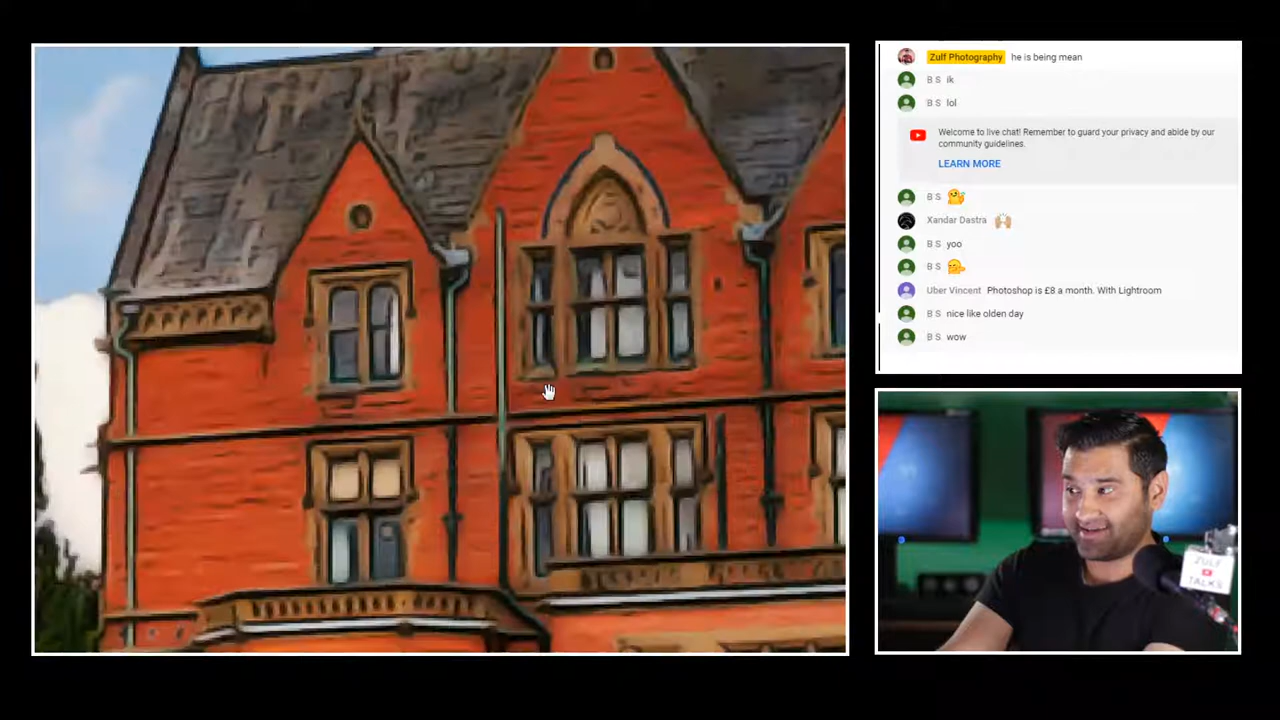 Zulf Photography he is being mean
B S ik
B S lol
Welcome to live chat! Remember to guard your privacy and abide by our
community guidelines.
LEARN MORE
B S
Xandar Dastra
B S yoo
B S
Uber Vincent Photoshop is £8 a month. With Lightroom
B S nice like olden day
B S wow
ZULF
TALKS